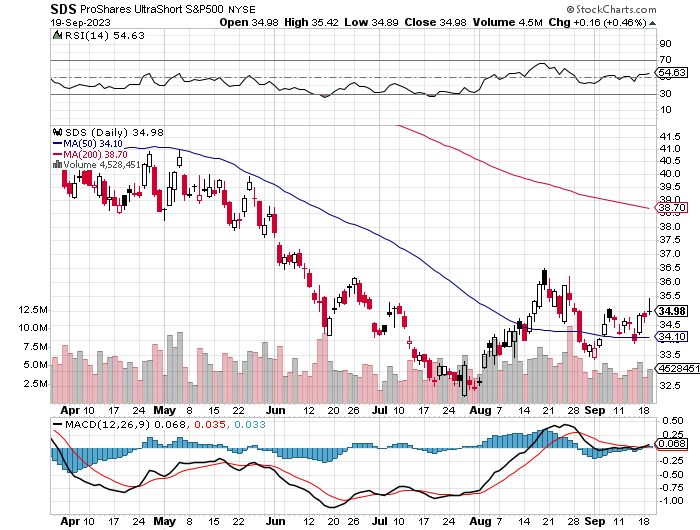 SDS ProShares UltraShort S&P500 NYSE © StockCharts.com
19-Sep-2023 Open 34.98 High 35.42 Low 34.89 Close 34.98 Volume 4.5M Chg +0.16 (+0.46%)
RSI(14) 54.63
90
70
54.63
50
30
10
SDS (Daily) 34.98
MA(50) 34.10
MA(200) 38.70
Volume 4,528,451
41.5
41.0
40.5
40.0
39.5
39.0
38.70
38.5
38.0
37.5
37.0
36.5
36.0
35.5
34.98
34.5
34.10
33.5
4528451
32.5
12.5M
10.0M
7.5M
5.0M
2.5M
Apr 10 17 24 May 8 15 22 Jun 12 20 26 Jul 10 17 24 Aug 7 14 21 28 Sep 11 18
MACD(12,26,9) 0.068, 0.035, 0.033
0.50
0.25
0.068
-0.25
-0.50
-0.75
-1.00
Apr 10 17 24 May 8 15 22 Jun 12 20 26 Jul 10 17 24 Aug 7 14 21 28 Sep 11 18